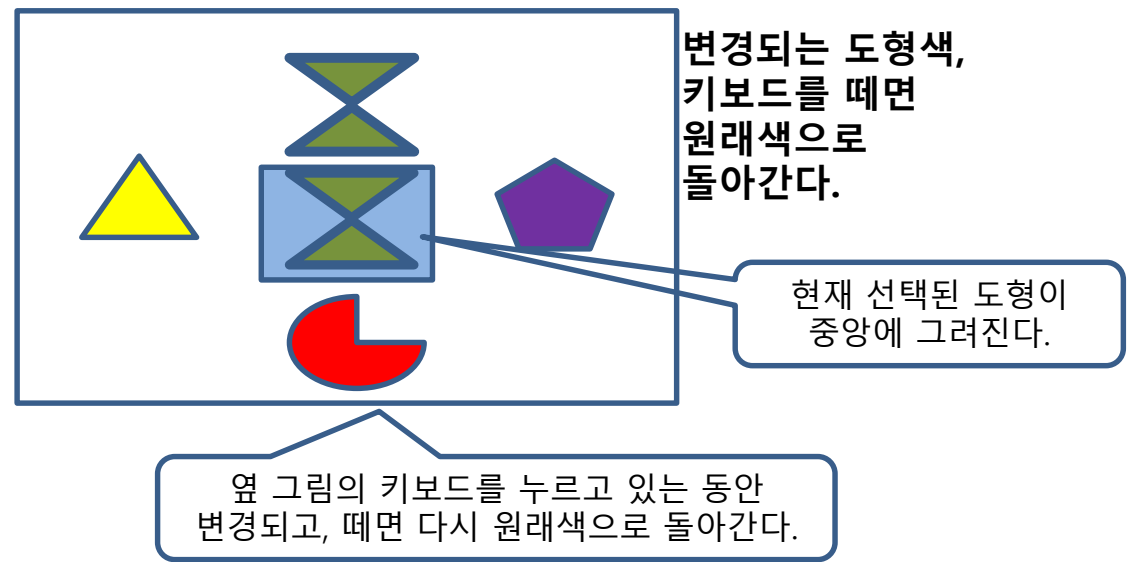 변경되는 도형색,
키보드를 떼면
원래색으로
돌아간다.
현재 선택된 도형이
중앙에 그려진다.
옆 그림의 키보드를 누르고 있는 동안
변경되고, 떼면 다시 원래색으로 돌아간다.